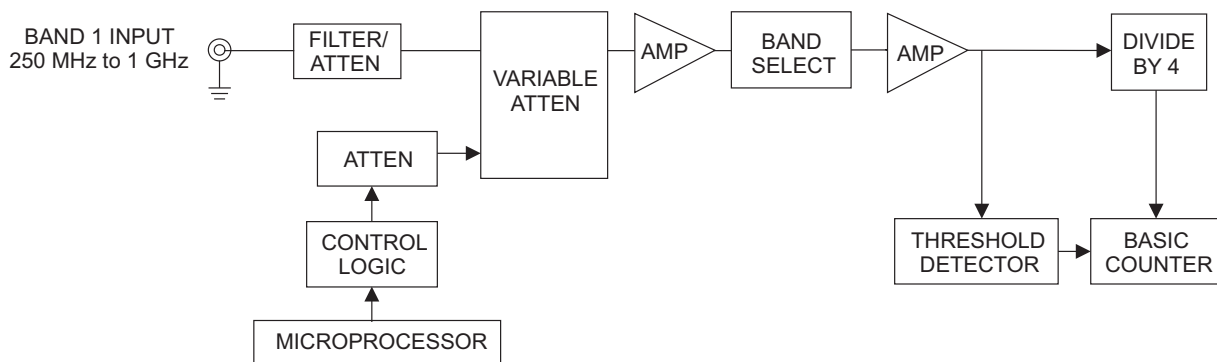 BAND 1 INPUT
250 MHz to 1 GHz
FILTER/
ATTEN
VARIABLE
ATTEN
AMP
BAND
SELECT
AMP
DIVIDE
BY 4
ATTEN
CONTROL
LOGIC
MICROPROCESSOR
THRESHOLD
DETECTOR
BASIC
COUNTER